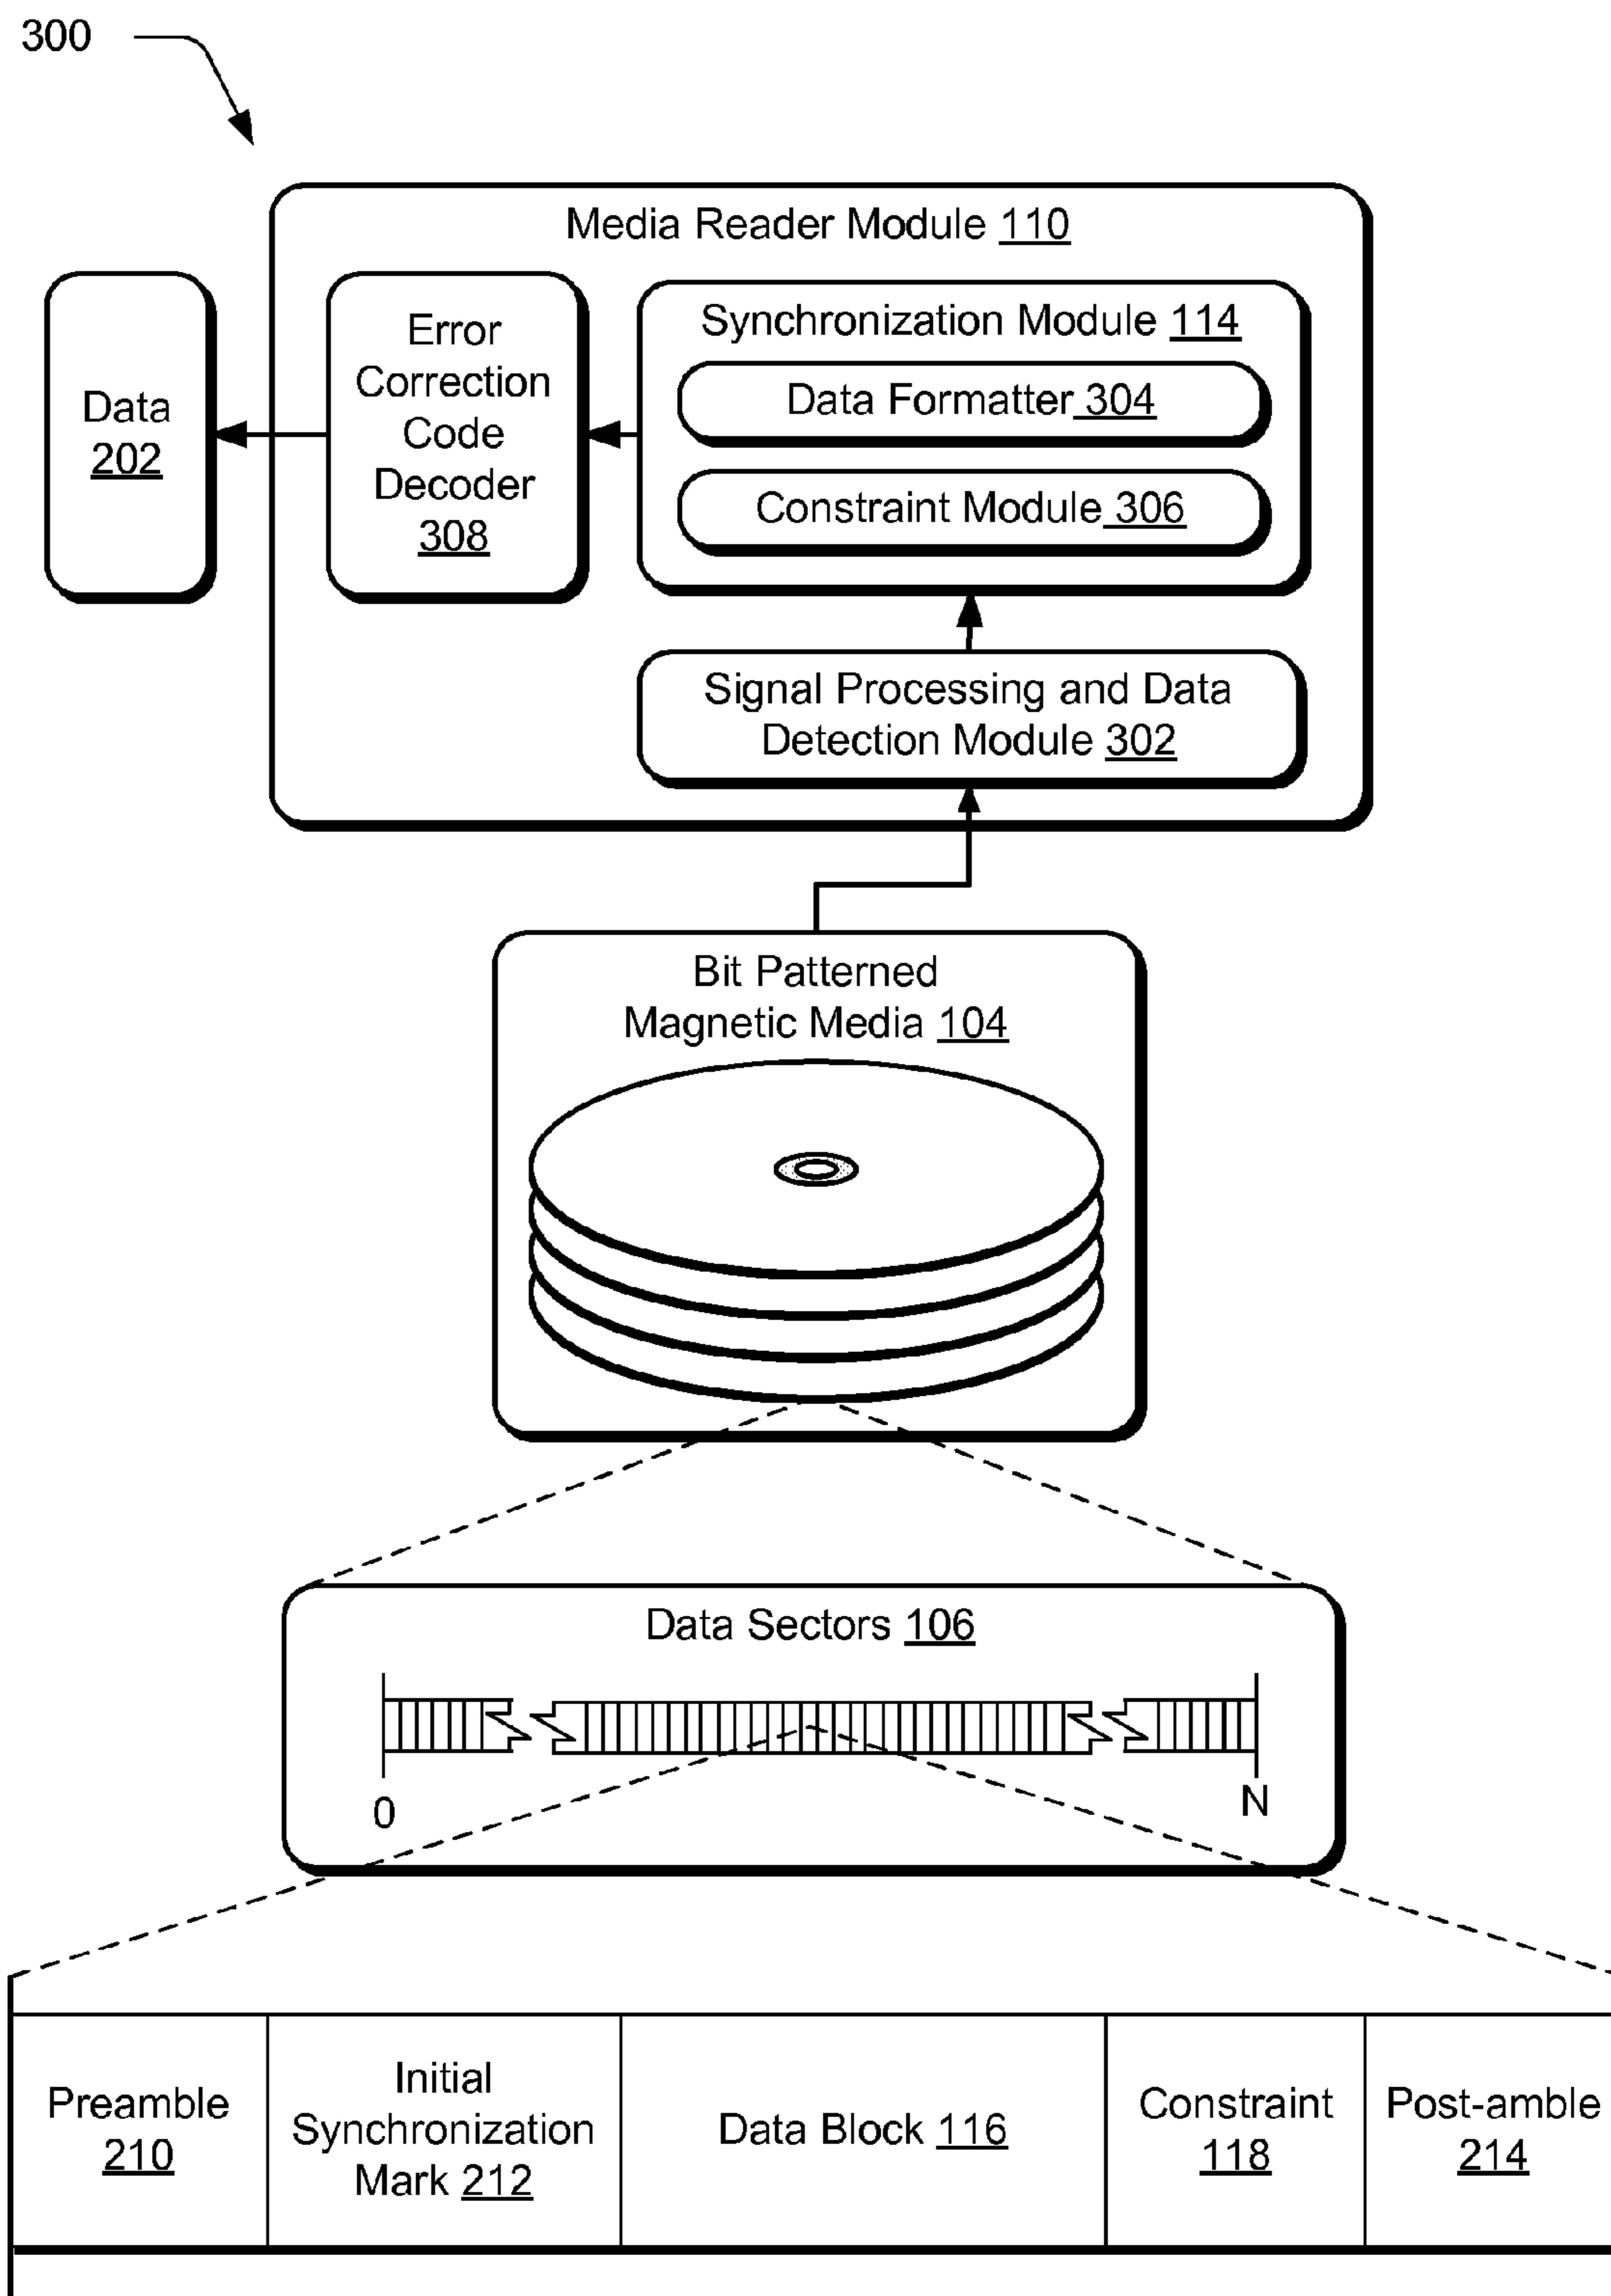 300
Media Reader Module 110
Data
202
Error
Correction
Code
Decoder
308
Synchronization Module 114
Data Formatter 304
Constraint Module 306
Signal Processing and Data
Detection Module 302
Bit Patterned
Magnetic Media 104
Data Sectors 106
0
N
Preamble
210
Initial
Synchronization
Mark 212
Data Block 116
Constraint
118
Post-amble
214